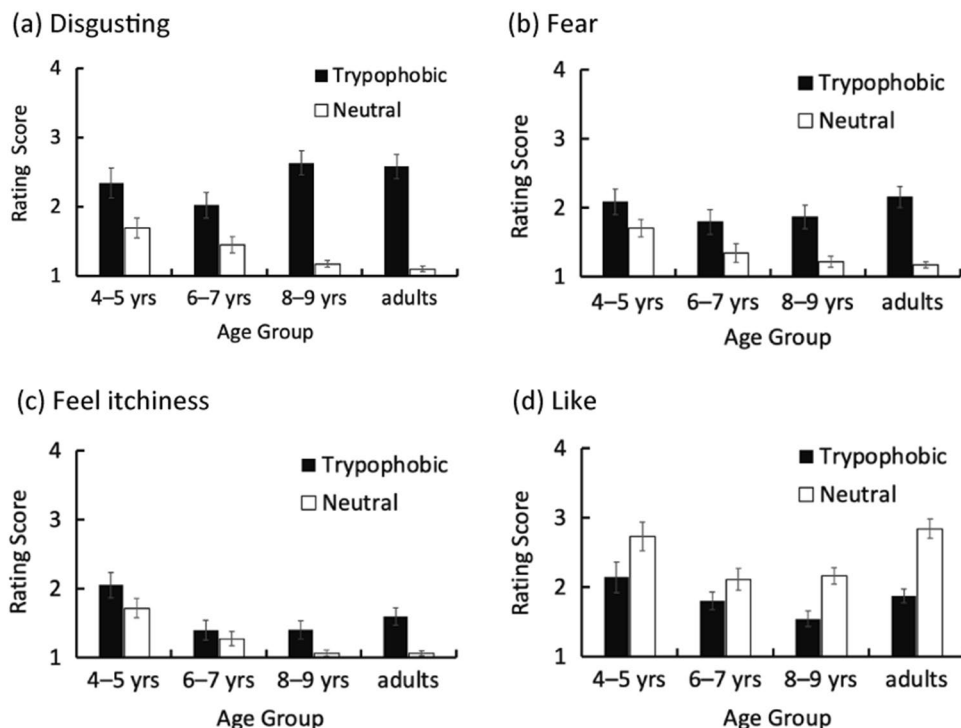 (a) Disgusting
Trypophobic
Neutral
4
3
2
1
Rating Score
4–5 yrs 6–7 yrs 8–9 yrs adults
Age Group
(b) Fear
Trypophobic
Neutral
4
3
2
1
Rating Score
4–5 yrs 6–7 yrs 8–9 yrs adults
Age Group
(c) Feel itchiness
Trypophobic
Neutral
4
3
2
1
Rating Score
4–5 yrs 6–7 yrs 8–9 yrs adults
Age Group
(d) Like
Trypophobic
Neutral
4
3
2
1
Rating Score
4–5 yrs 6–7 yrs 8–9 yrs adults
Age Group